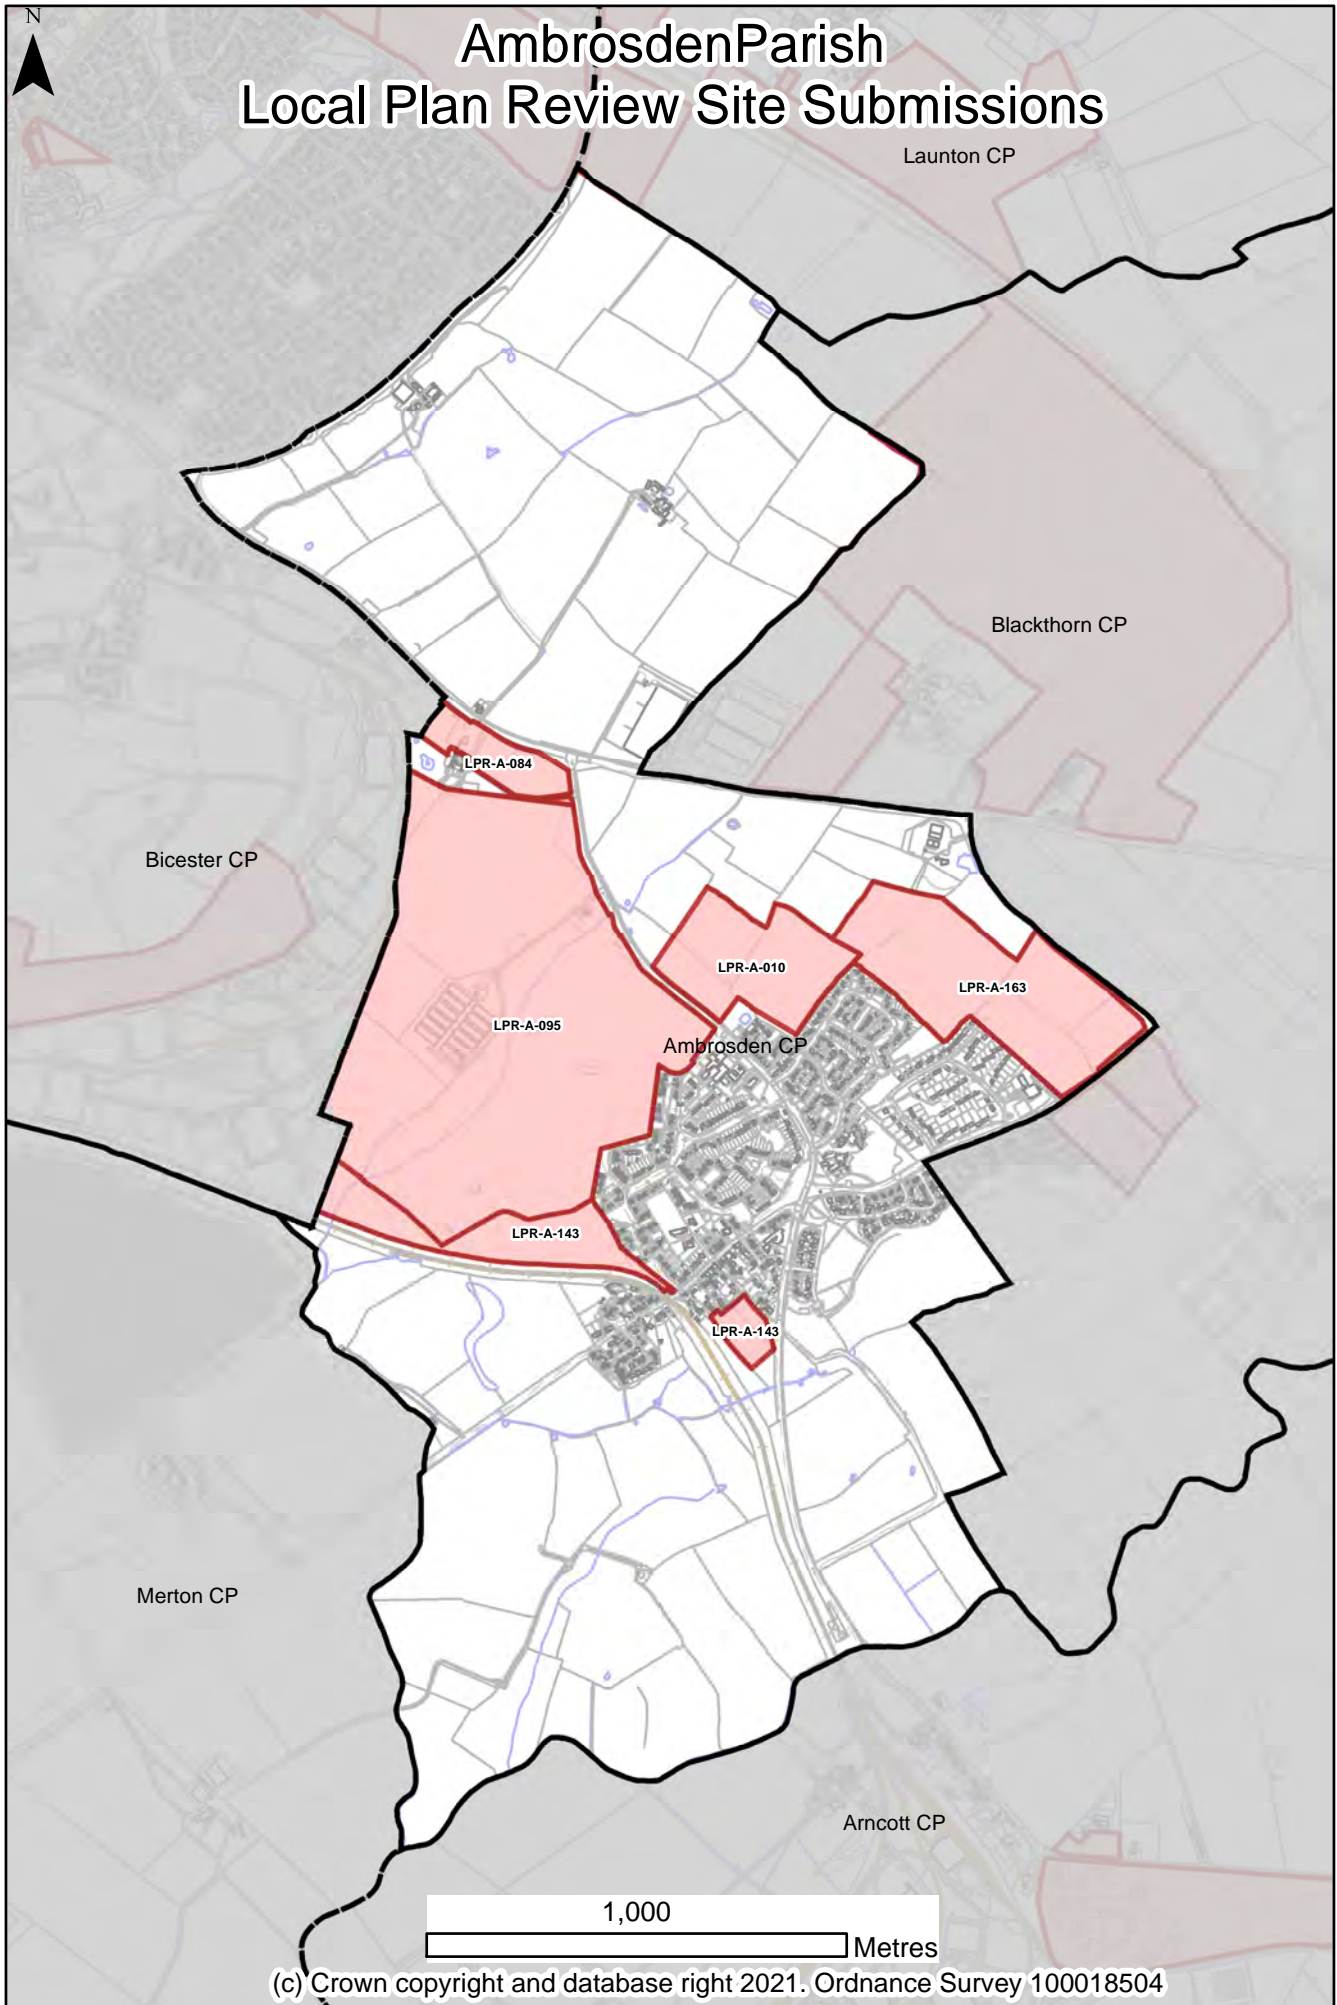 N
AmbrosdenParish
Local Plan Review Site Submissions
Launton CP
Blackthorn CP
LPR-A-084
Bicester CP
LPR-A-010
LPR-A-163
LPR-A-095
Ambrosden CP
LPR-A-143
LPR-A-143
Merton CP
Arncott CP
1,000
Metres
(c) Crown copyright and database right 2021. Ordnance Survey 100018504